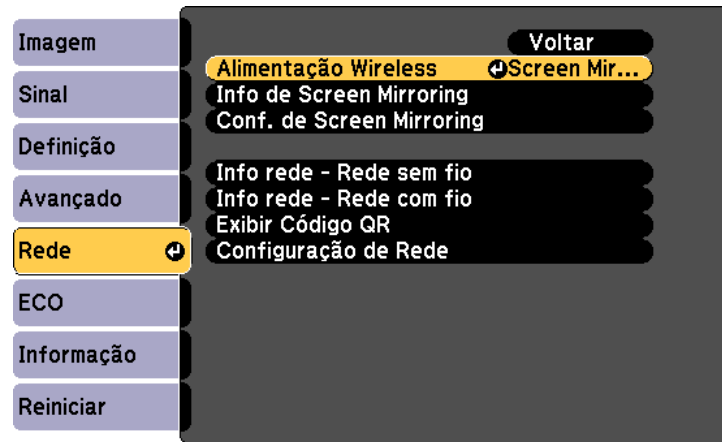 Imagem
Sinal
Definição
Avançado
Rede
ECO
Informação
Reiniciar
Voltar
Alimentação Wireless Screen Mir...
Info de Screen Mirroring
Conf. de Screen Mirroring
Info rede - Rede sem fio
Info rede - Rede com fio
Exibir Código QR
Configuração de Rede